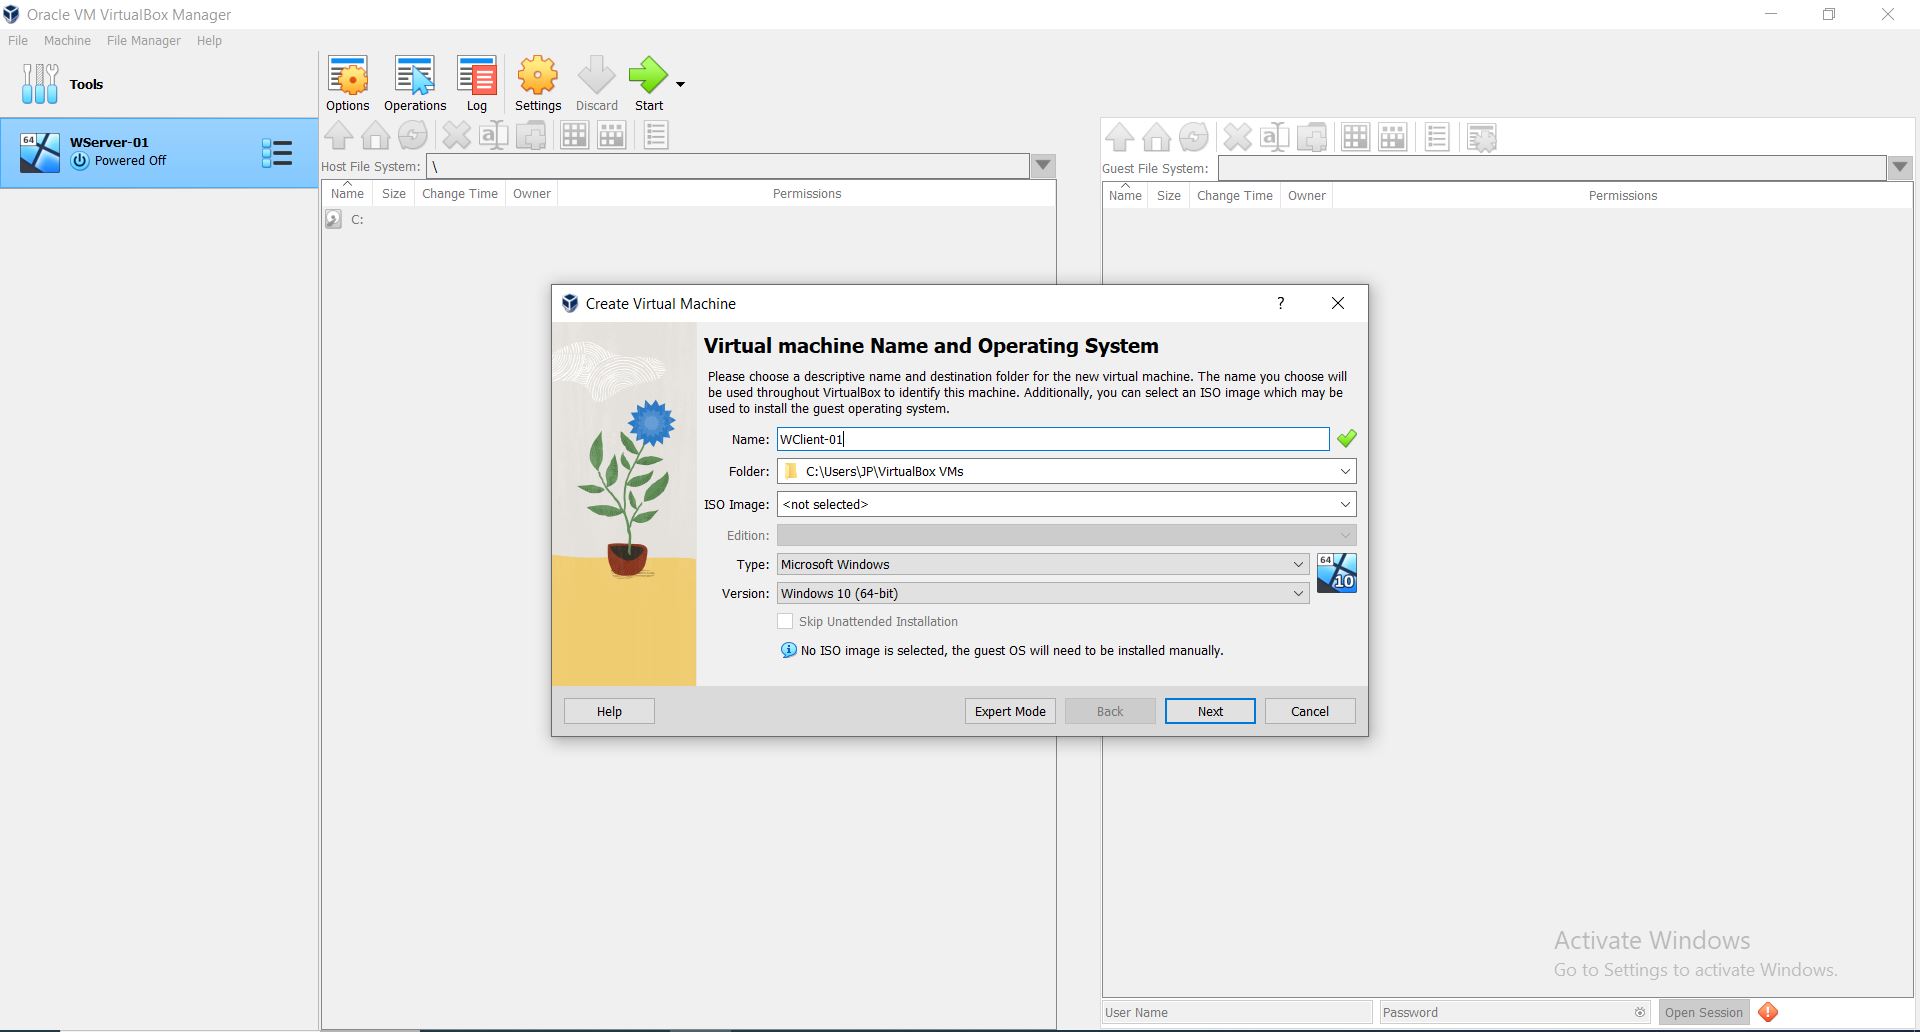 Oracle VM VirtualBox Manager
File Machine File Manager Help
Tools
Options Operations Log Settings Discard Start
64
WServer-01
Powered Off
Host File System: \
Name Size Change Time Owner Permissions
C:
Guest File System:
Name Size Change Time Owner Permissions
Create Virtual Machine ?
Virtual machine Name and Operating System
Please choose a descriptive name and destination folder for the new virtual machine. The name you choose will
be used throughout VirtualBox to identify this machine. Additionally, you can select an ISO image which may be
used to install the guest operating system.
Name: WClient-01
Folder: C:\Users\JP\VirtualBox VMs
ISO Image: <not selected>
Edition:
Type: Microsoft Windows
64
10
Version: Windows 10 (64-bit)
Skip Unattended Installation
No ISO image is selected, the guest OS will need to be installed manually.
Help Expert Mode Back Next Cancel
Activate Windows
Go to Settings to activate Windows.
User Name Password Open Session